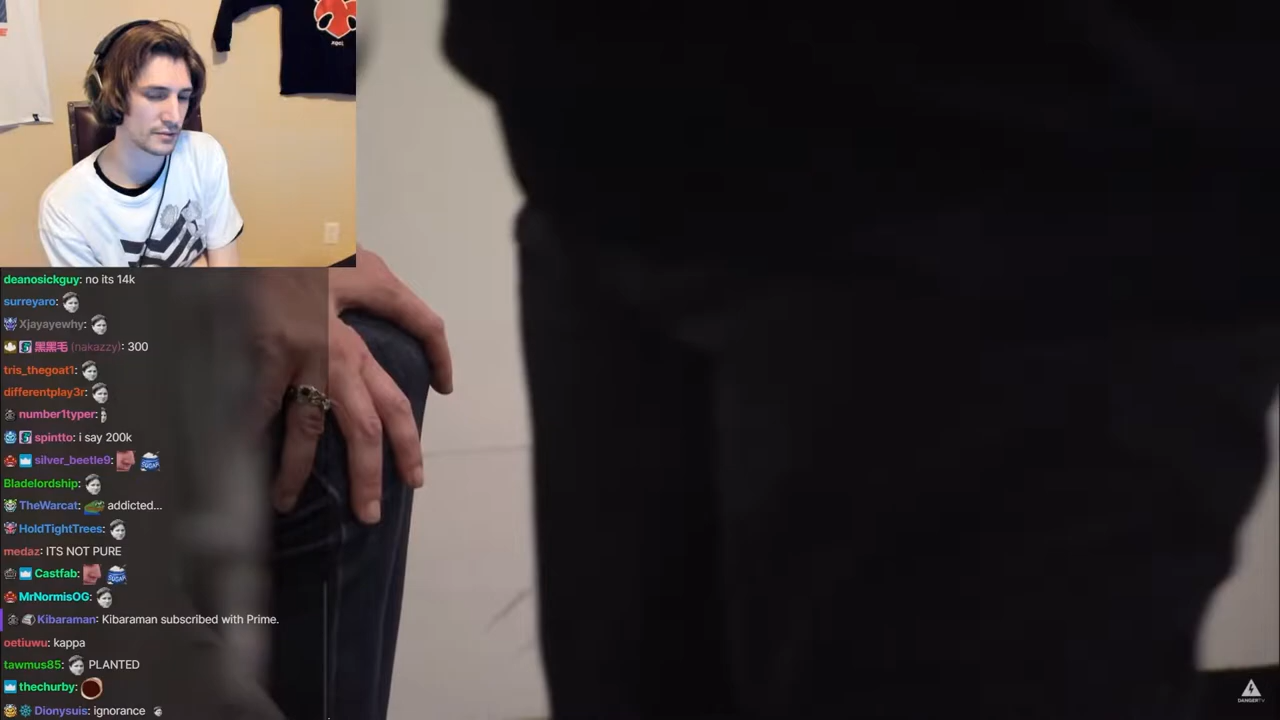 deanosickguy: no its 14k
surreyaro:
Xjayayewhy:
黑黑毛 (nakazzy): 300
tris_thegoat1:
differentplay3r:
number1typer:
spintto: i say 200k
silver_beetle9:
Bladelordship:
TheWarcat: addicted...
HoldTightTrees:
medaz: ITS NOT PURE
Castfab:
MrNormisOG:
Kibaraman: Kibaraman subscribed with Prime.
oetiuwu: kappa
tawmus85: PLANTED
thechurby:
Dionysuis: ignorance
DANGERTV